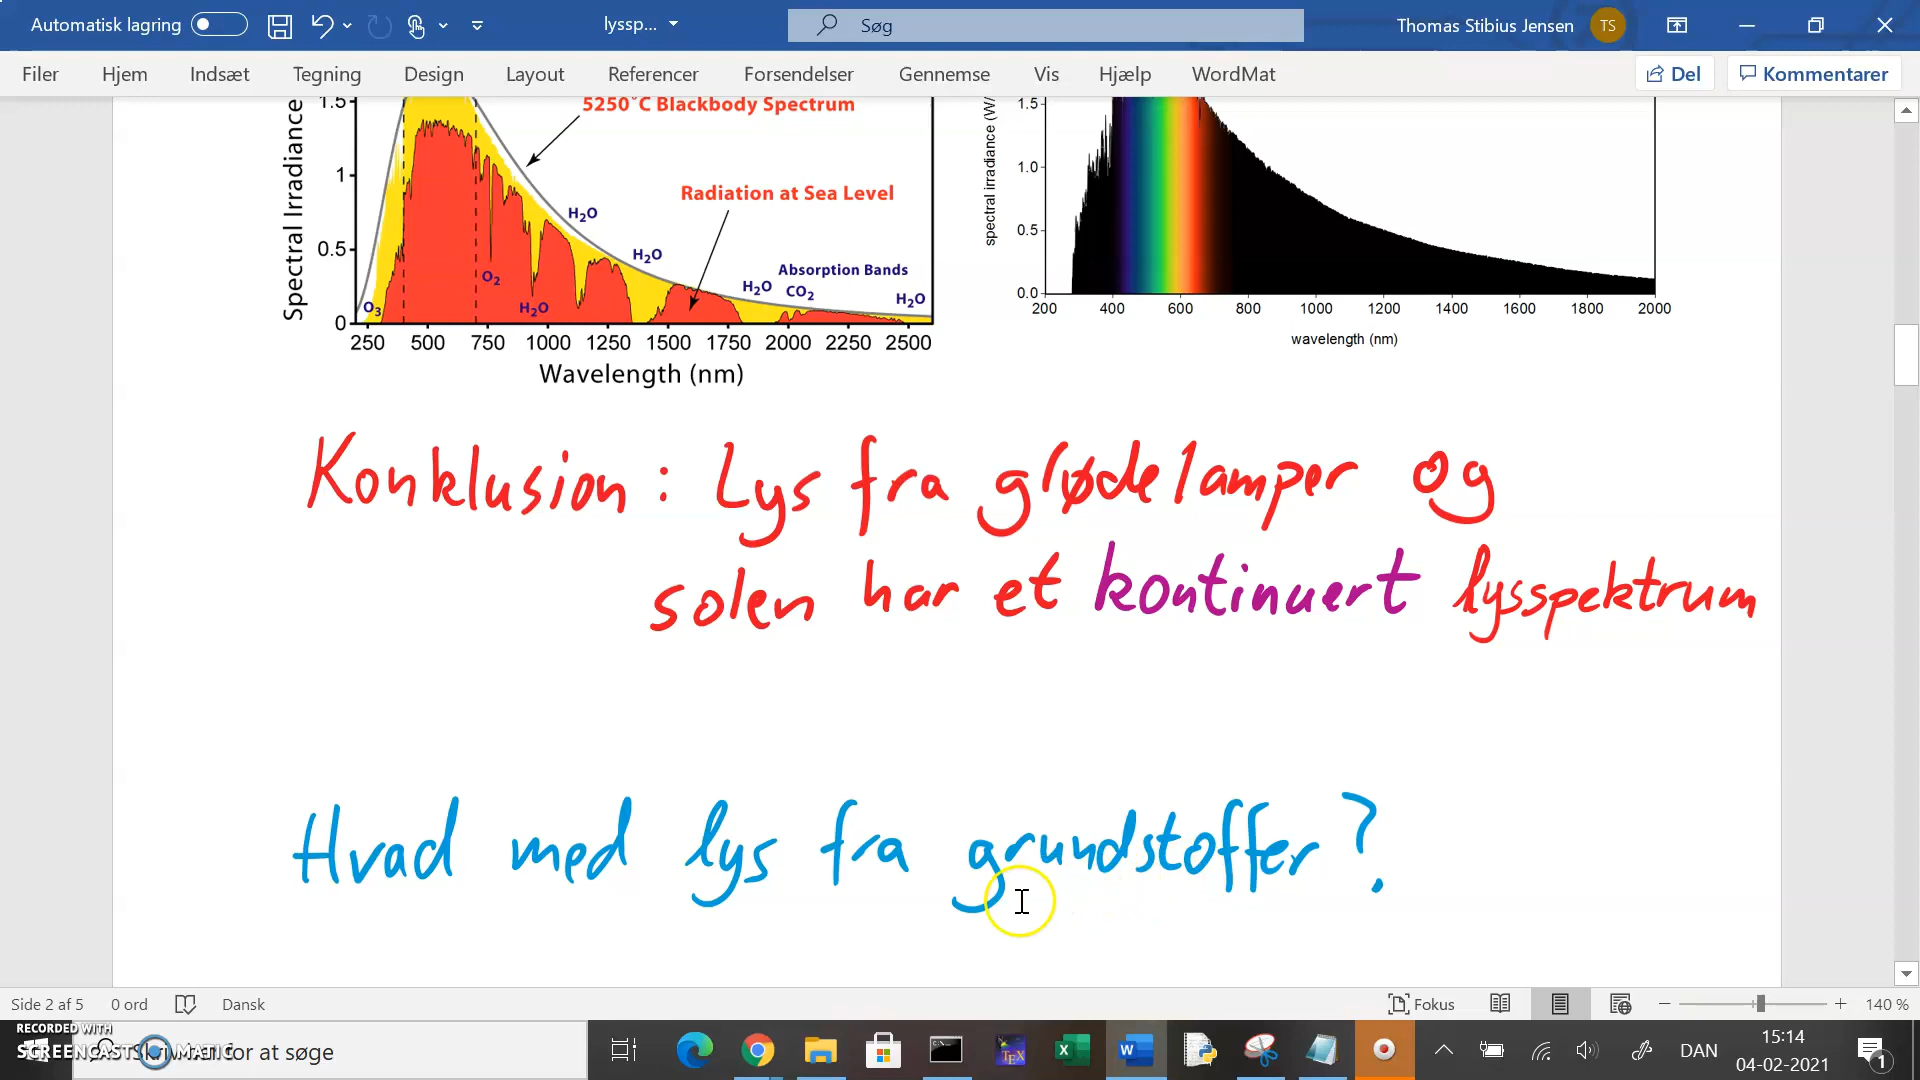 Automatisk lagring
lyssp...
Søg
Thomas Stibius Jensen
TS
Filer Hjem Indsæt Tegning Design Layout Referencer Forsendelser Gennemse Vis Hjælp WordMat
Del
Kommentarer
Spectral Irradiance
1.5
1
0.5
0
5250°C Blackbody Spectrum
Radiation at Sea Level
H₂O
H₂O
Absorption Bands
H₂O CO₂ H₂O
O₂
O₃
H₂O
250 500 750 1000 1250 1500 1750 2000 2250 2500
Wavelength (nm)
spectral irradiance (W/
1.5
1.0
0.5
0.0
200 400 600 800 1000 1200 1400 1600 1800 2000
wavelength (nm)
Konklusion: Lys fra glødelamper og
solen har et kontinuert lysspektrum
Hvad med lys fra grundstoffer?
Side 2 af 5 0 ord Dansk
Fokus
140 %
RECORDED WITH
SCREENCAST MATIC
for at søge
DAN
15:14
04-02-2021
1